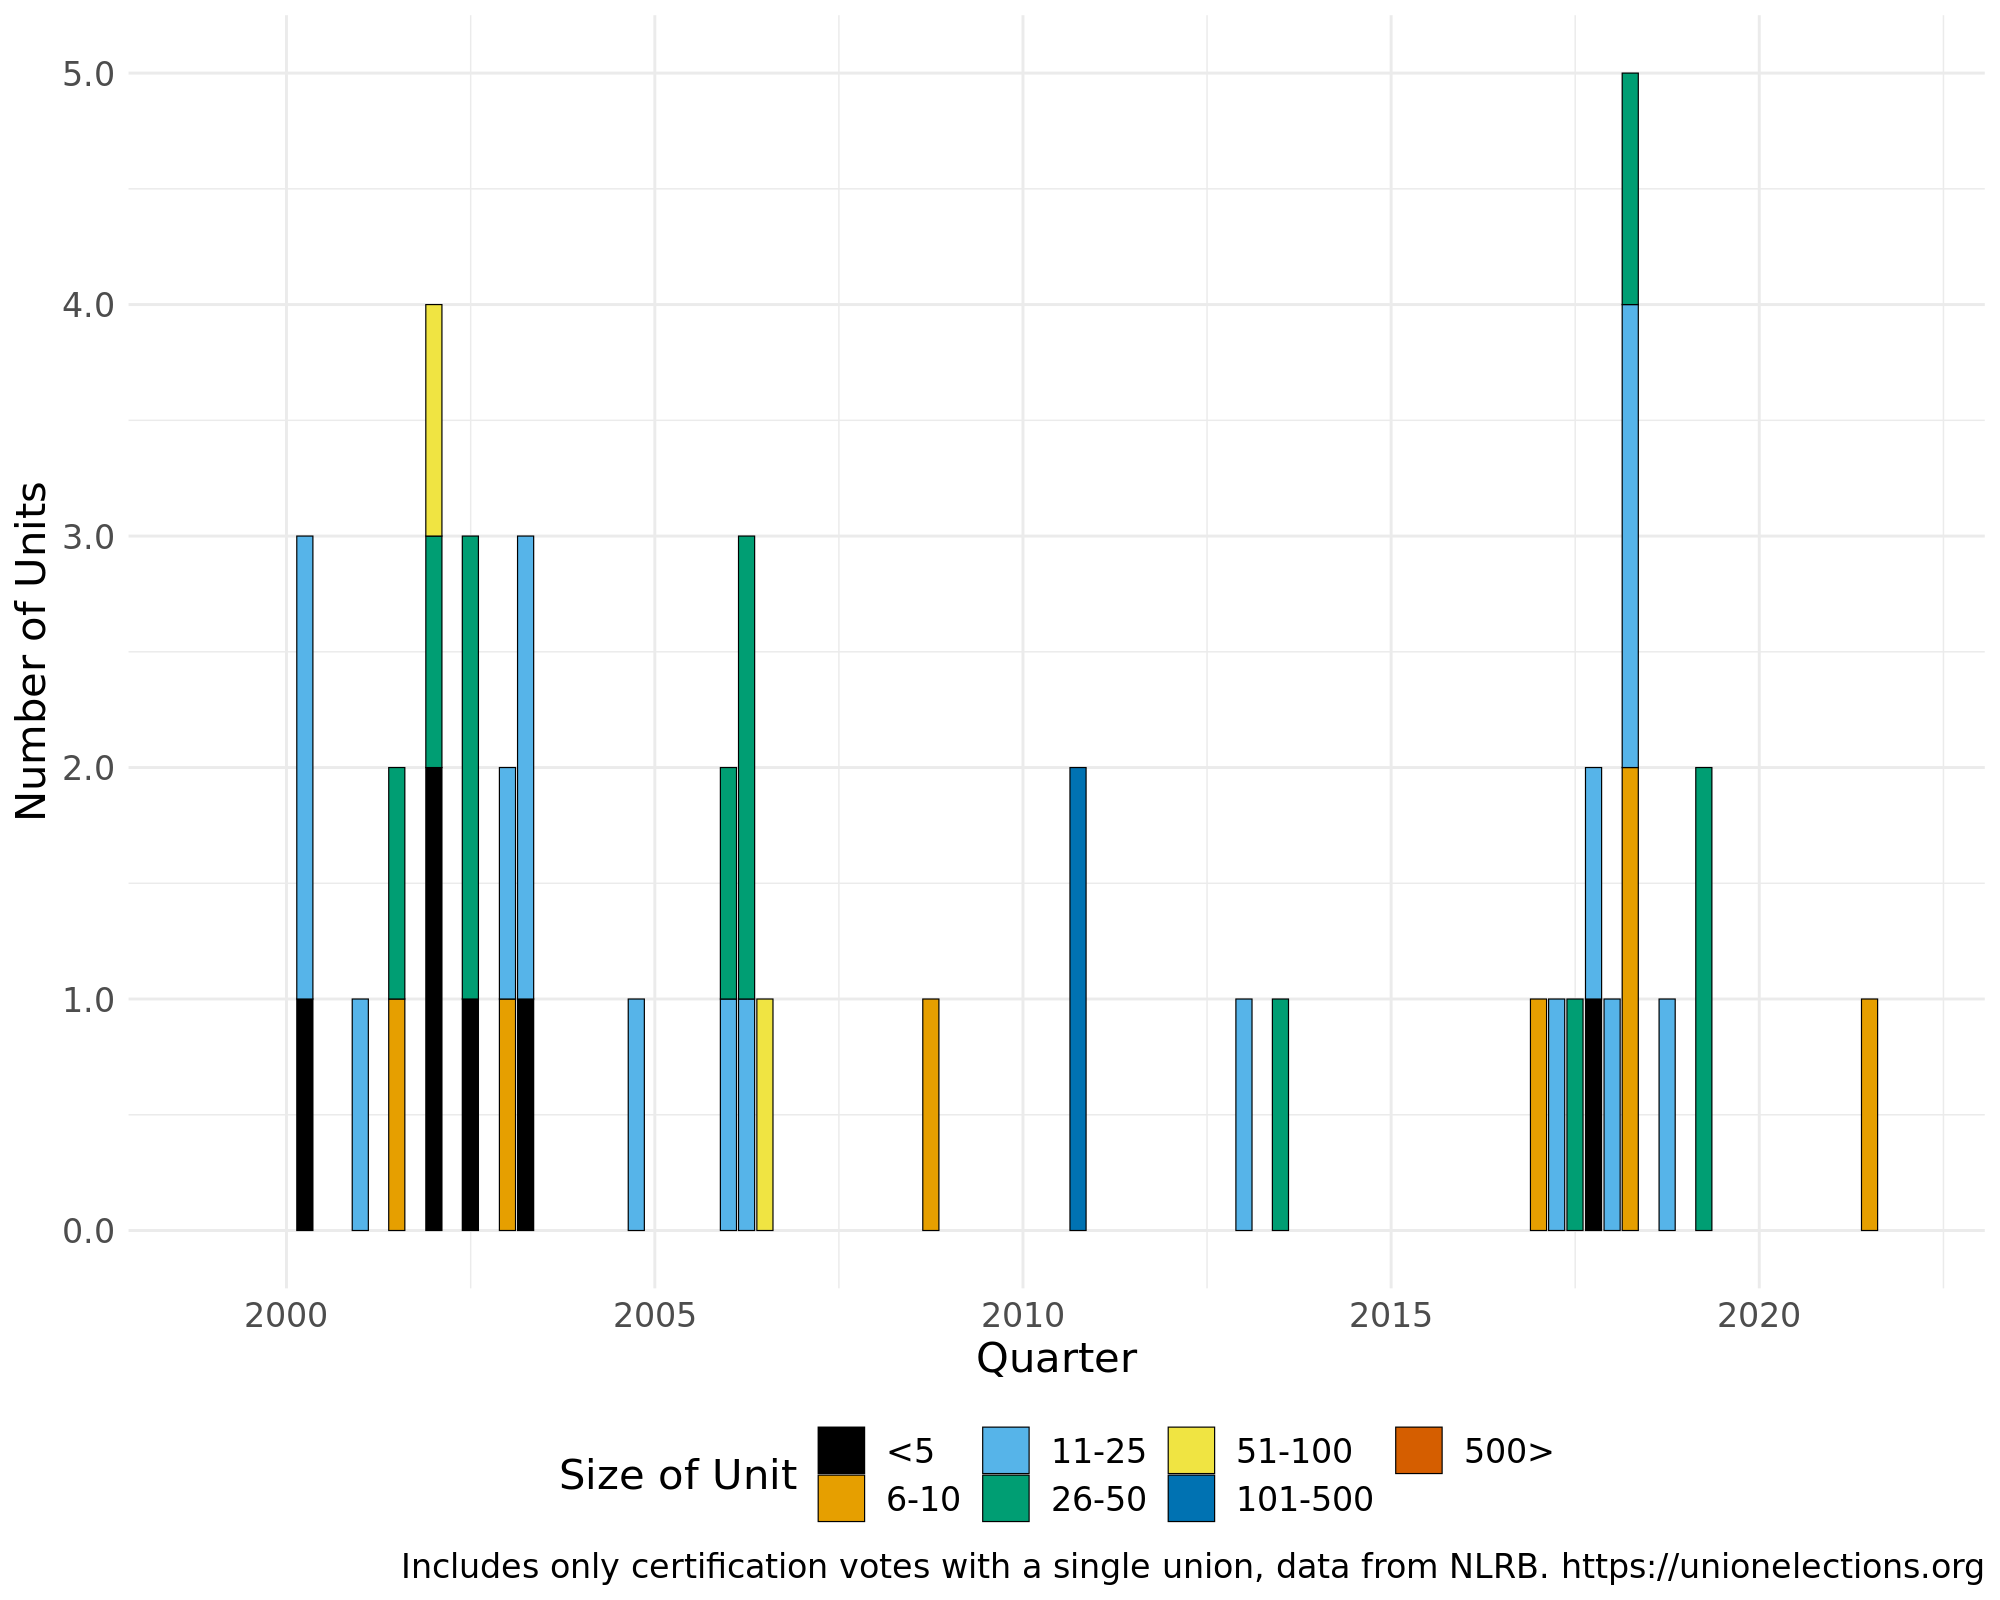 5.0
4.0
3.0
2.0
1.0
0.0
Number of Units
2000 2005 2010 2015 2020
Quarter
Size of Unit
<5 11-25 51-100 500>
6-10 26-50 101-500
Includes only certification votes with a single union, data from NLRB. https://unionelections.org